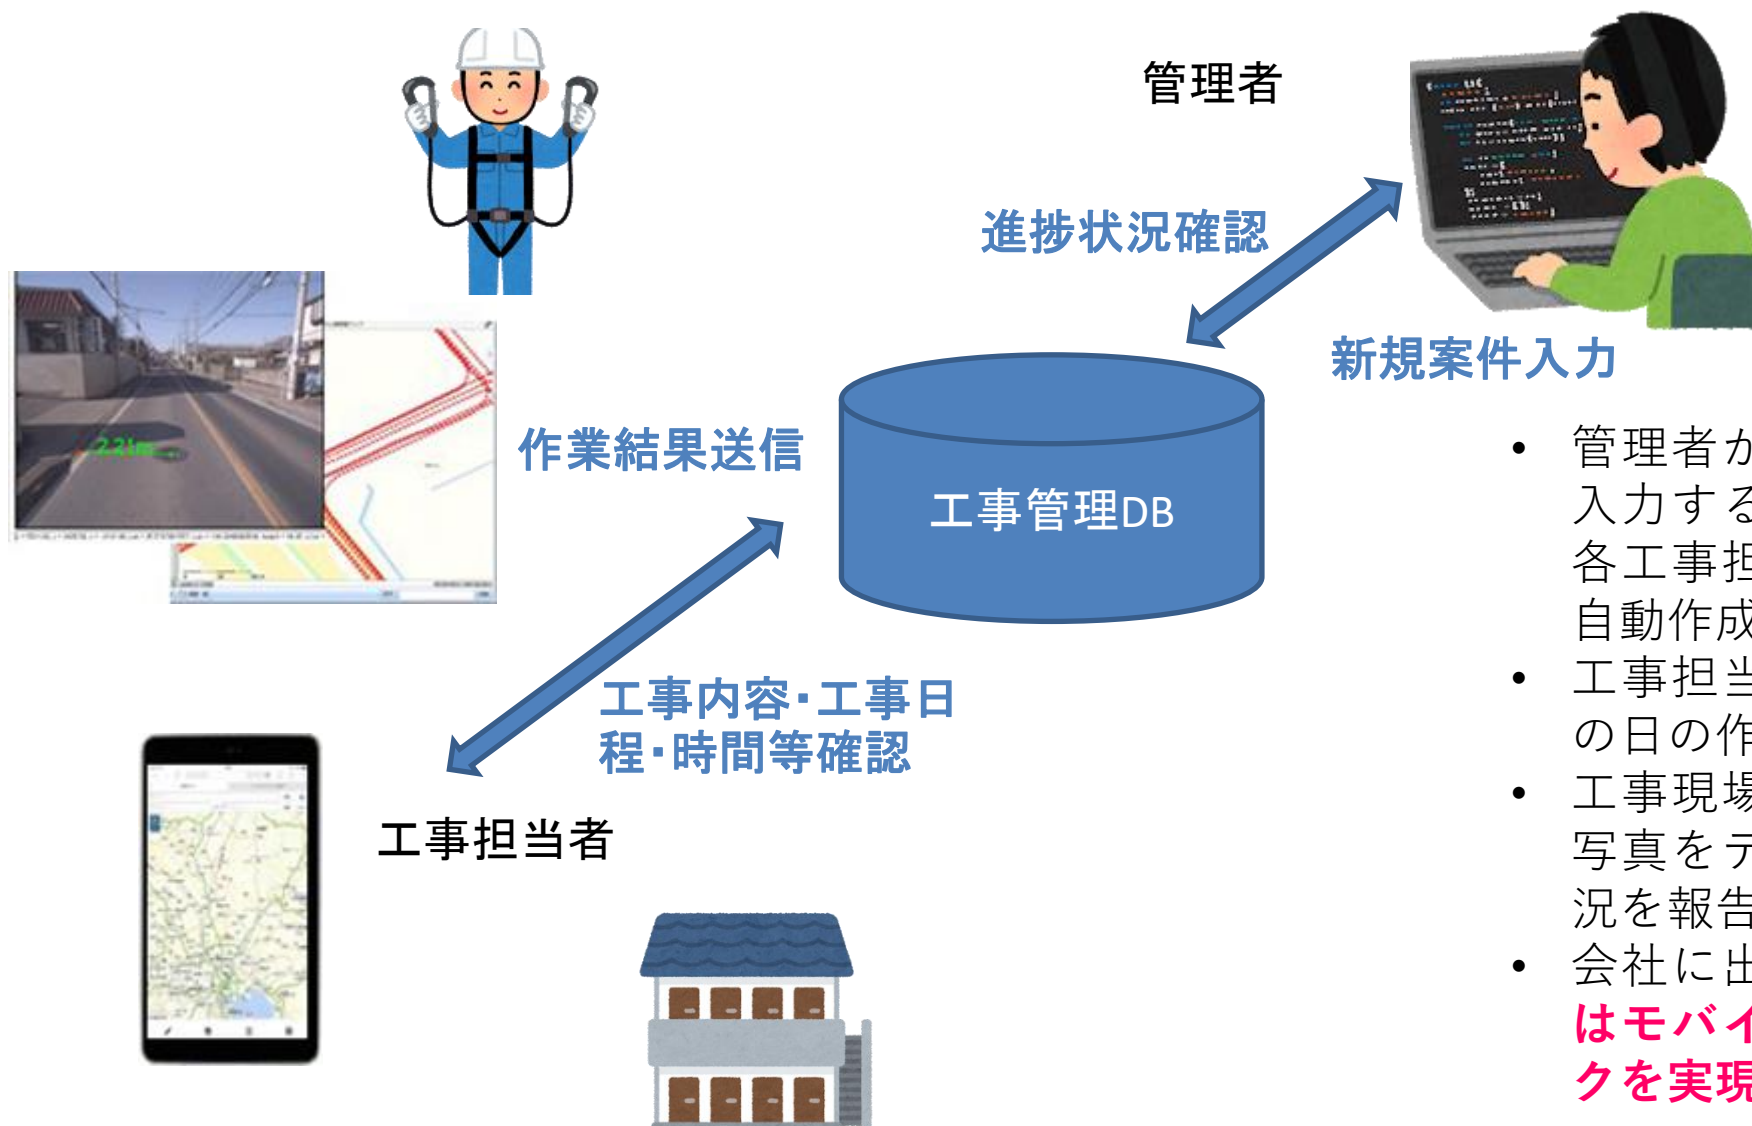 管理者
進捗状況確認
新規案件入力
作業結果送信
2.21m
工事管理DB
工事内容・工事日
程・時間等確認
工事担当者
• 管理者か
入力する
各工事担
自動作成
• 工事担当
の日の作
• 工事現場
写真をデ
況を報告
• 会社に出
はモバイ
クを実現